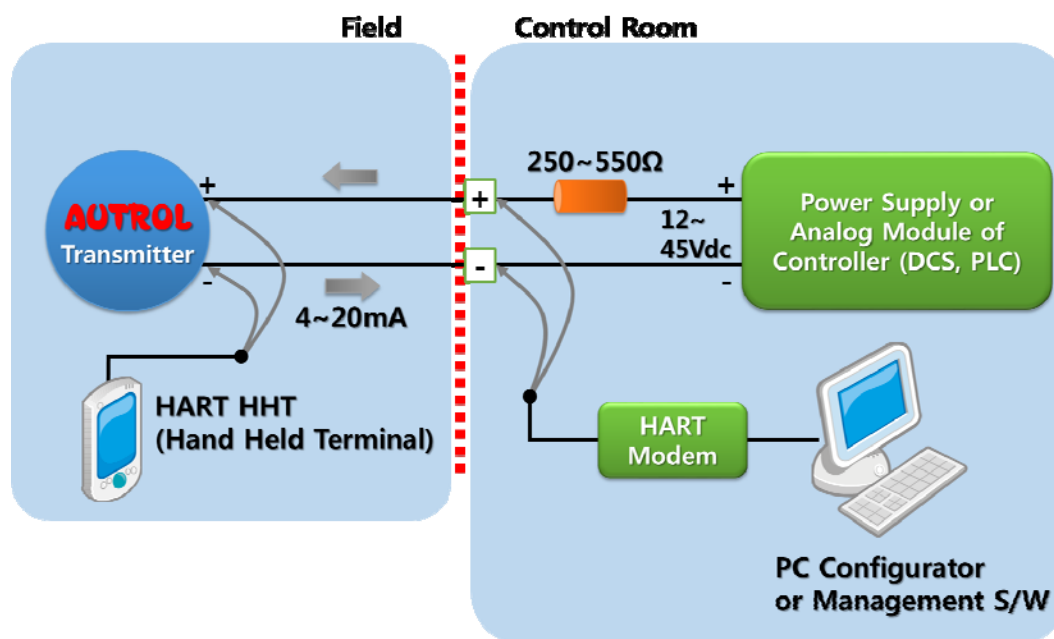 Field
Control Room
250~550Ω
+
+
+
AUTROL
Transmitter
12~
45Vdc
Power Supply or
Analog Module of
Controller (DCS, PLC)
-
-
-
4~20mA
HART HHT
(Hand Held Terminal)
HART
Modem
PC Configurator
or Management S/W